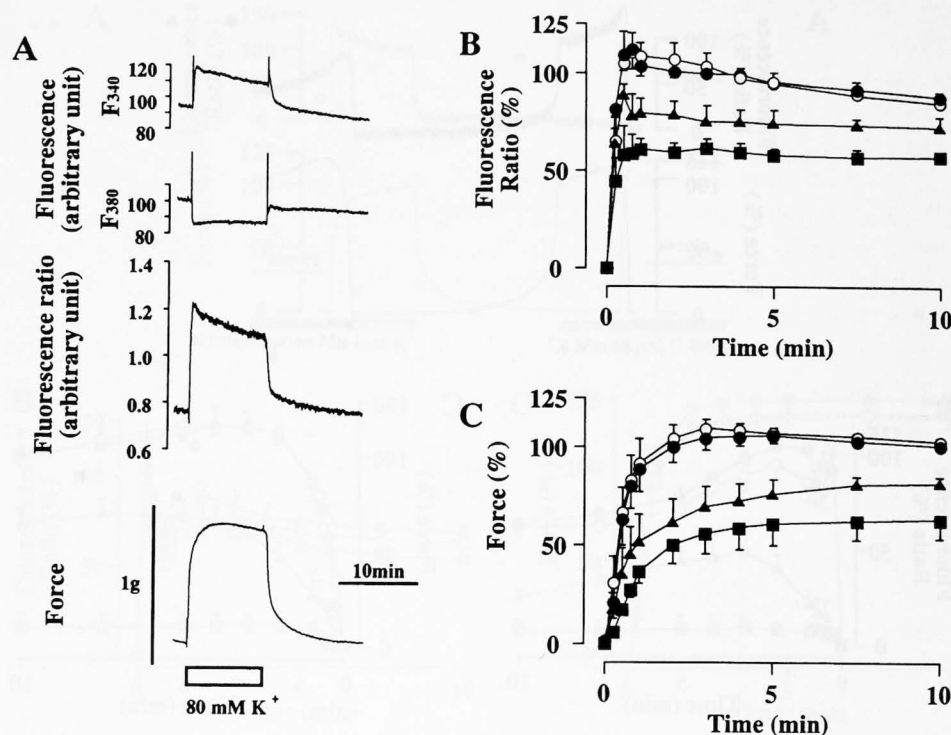 A
Fluorescence
(arbitrary unit)
F340
120
100
80
F380
100
80
Fluorescence ratio
(arbitrary unit)
1.4
1.2
1.0
0.8
0.6
Force
1g
10min
80 mM K+
B
Fluorescence
Ratio (%)
125
100
50
0
0
5
10
Time (min)
C
Force (%)
125
100
50
0
0
5
10
Time (min)